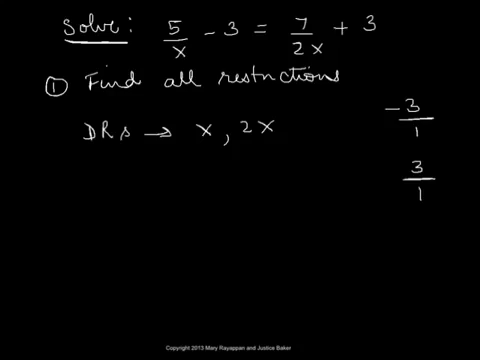 Solve: 5/x - 3 = 7/2x + 3
① Find all restrictions
DRs → x, 2x
-3/1
3/1
Copyright 2013 Mary Rayappan and Justice Baker